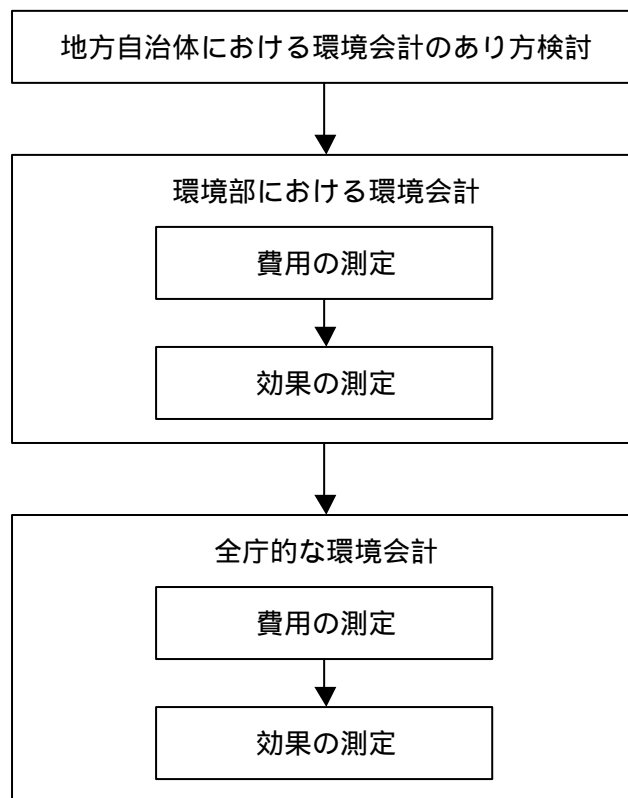 地方自治体における環境会計のあり方検討
環境部における環境会計
費用の測定
効果の測定
全庁的な環境会計
費用の測定
効果の測定